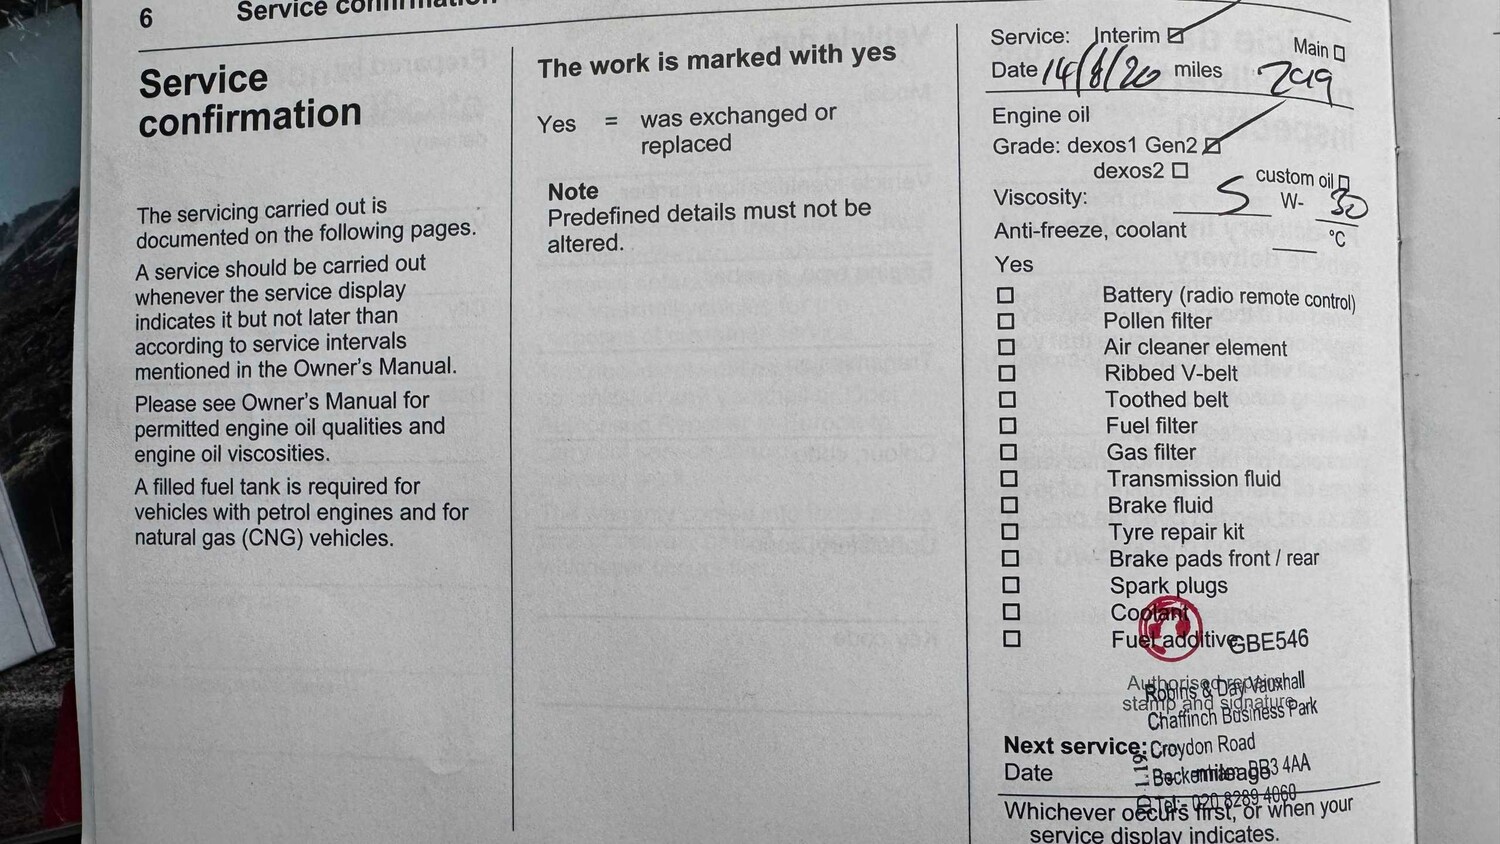 6 Service confirmation
Service
confirmation
The servicing carried out is
documented on the following pages.
A service should be carried out
whenever the service display
indicates it but not later than
according to service intervals
mentioned in the Owner's Manual.
Please see Owner's Manual for
permitted engine oil qualities and
engine oil viscosities.
A filled fuel tank is required for
vehicles with petrol engines and for
natural gas (CNG) vehicles.
The work is marked with yes
Yes = was exchanged or
replaced
Note
Predefined details must not be
altered.
Service: Interim ☑ Main ☐
Date 14/8/20 miles 7219
Engine oil
Grade: dexos1 Gen2 ☑
dexos2 ☐ custom oil ☐
Viscosity: 5 W- 30
Anti-freeze, coolant °C
Yes
☐ Battery (radio remote control)
☐ Pollen filter
☐ Air cleaner element
☐ Ribbed V-belt
☐ Toothed belt
☐ Fuel filter
☐ Gas filter
☐ Transmission fluid
☐ Brake fluid
☐ Tyre repair kit
☐ Brake pads front / rear
☐ Spark plugs
☐ Coolant
☐ Fuel additive
GBE546
Authorised repairer
stamp and signature
Robins & Day Vauxhall
Chaffinch Business Park
Croydon Road
Beckenham BR3 4AA
Tel:- 020 8289 4060
Next service:
Date mileage
Whichever occurs first, or when your
service display indicates.